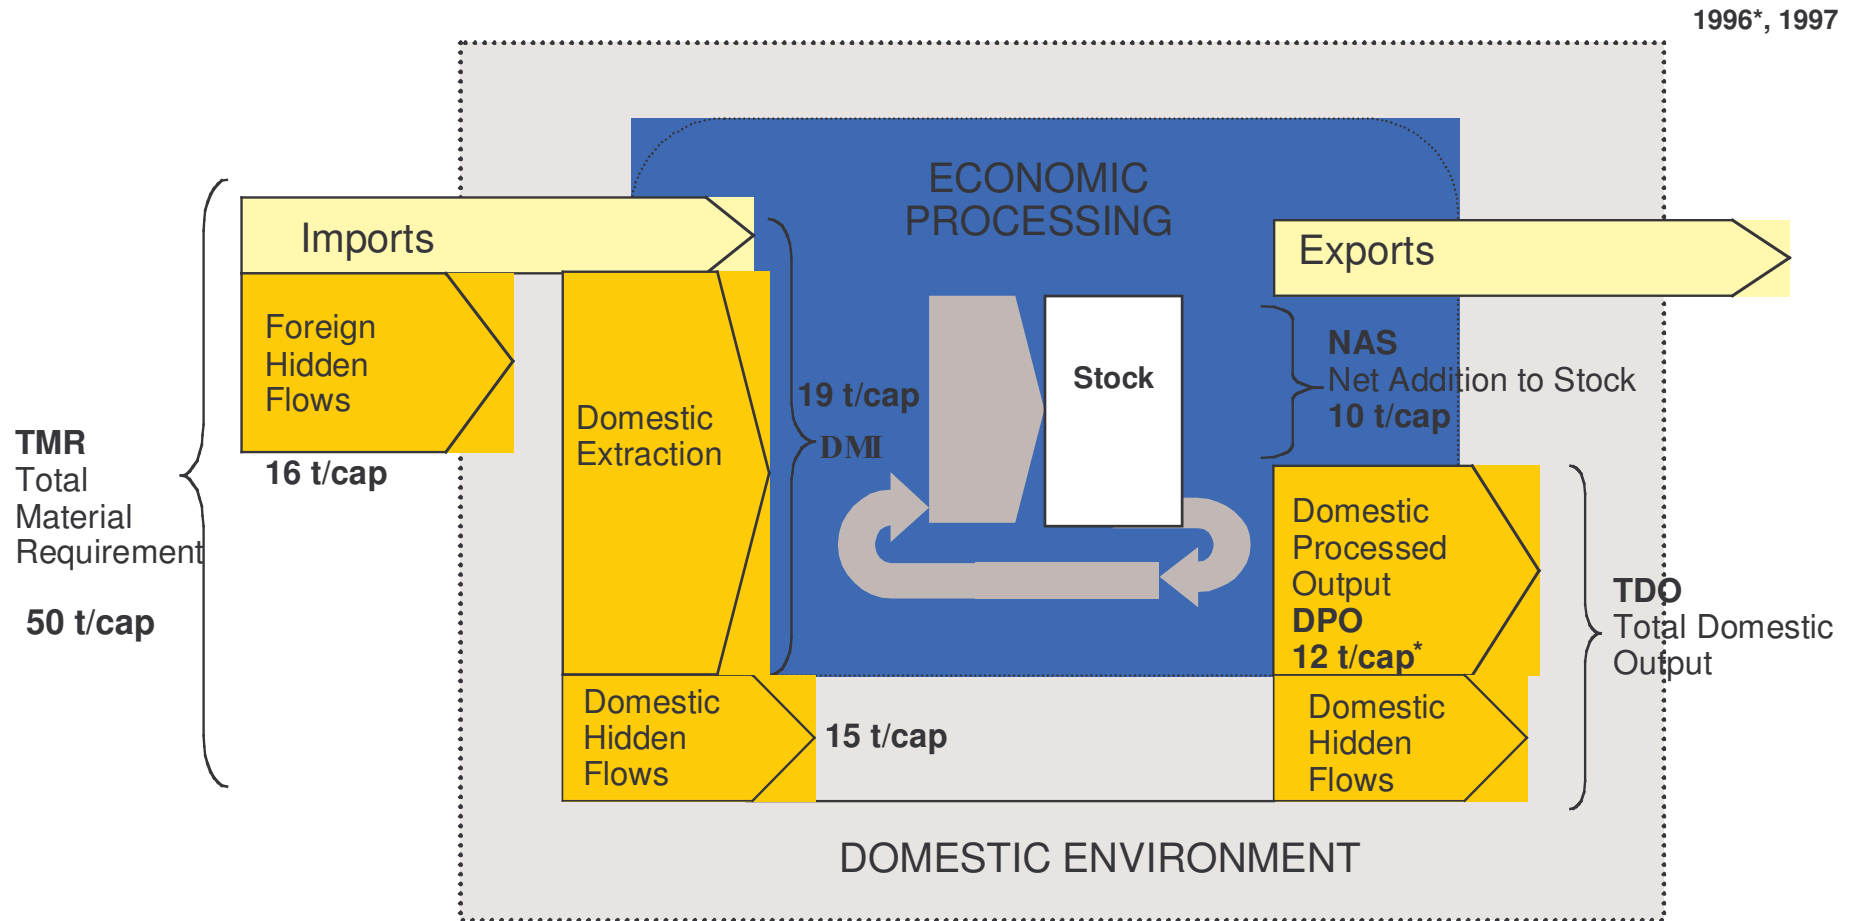 1996*, 1997
ECONOMIC
PROCESSING
Imports
Exports
Foreign
Hidden
Flows
16 t/cap
TMR
Total
Material
Requirement
50 t/cap
Domestic
Extraction
19 t/cap
DMI
Stock
NAS
Net Addition to Stock
10 t/cap
Domestic
Processed
Output
DPO
12 t/cap*
TDO
Total Domestic
Output
Domestic
Hidden
Flows
15 t/cap
Domestic
Hidden
Flows
DOMESTIC ENVIRONMENT